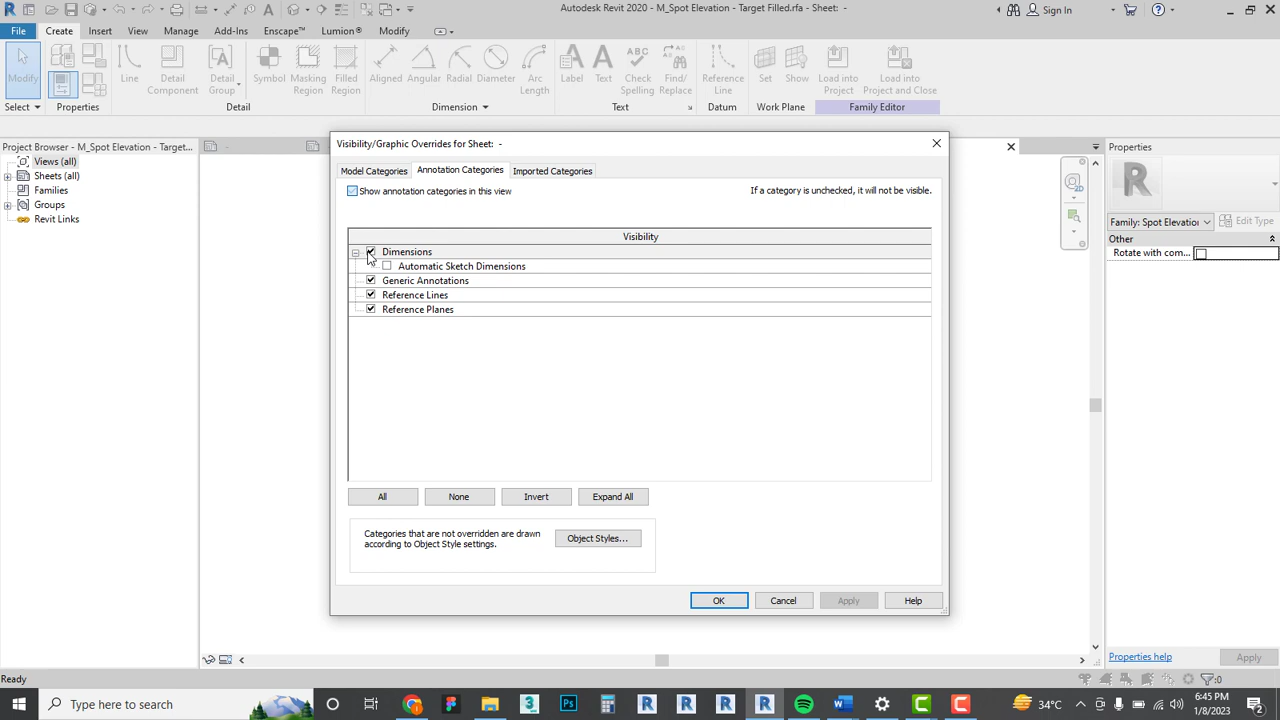 Autodesk Revit 2020 - M_Spot Elevation - Target Filled.rfa - Sheet: -
Sign In
File
Create
Insert
View
Manage
Add-Ins
Enscape™
Lumion®
Modify
Modify
Line
Detail
Component
Detail
Group
Symbol
Masking
Region
Filled
Region
Aligned
Angular
Radial
Diameter
Arc
Length
Label
Text
Check
Spelling
Find/
Replace
Reference
Line
Set
Show
Load into
Project
Load into
Project and Close
Select
Properties
Detail
Dimension
Text
Datum
Work Plane
Family Editor
Project Browser - M_Spot Elevation - Target...
Views (all)
Sheets (all)
Families
Groups
Revit Links
Visibility/Graphic Overrides for Sheet: -
Model Categories
Annotation Categories
Imported Categories
Show annotation categories in this view
If a category is unchecked, it will not be visible.
Visibility
Dimensions
Automatic Sketch Dimensions
Generic Annotations
Reference Lines
Reference Planes
All
None
Invert
Expand All
Categories that are not overridden are drawn
according to Object Style settings.
Object Styles...
OK
Cancel
Apply
Help
Properties
R
Family: Spot Elevation
Edit Type
Other
Rotate with com...
Properties help
Apply
Ready
:0
Type here to search
34°C
6:45 PM
1/8/2023